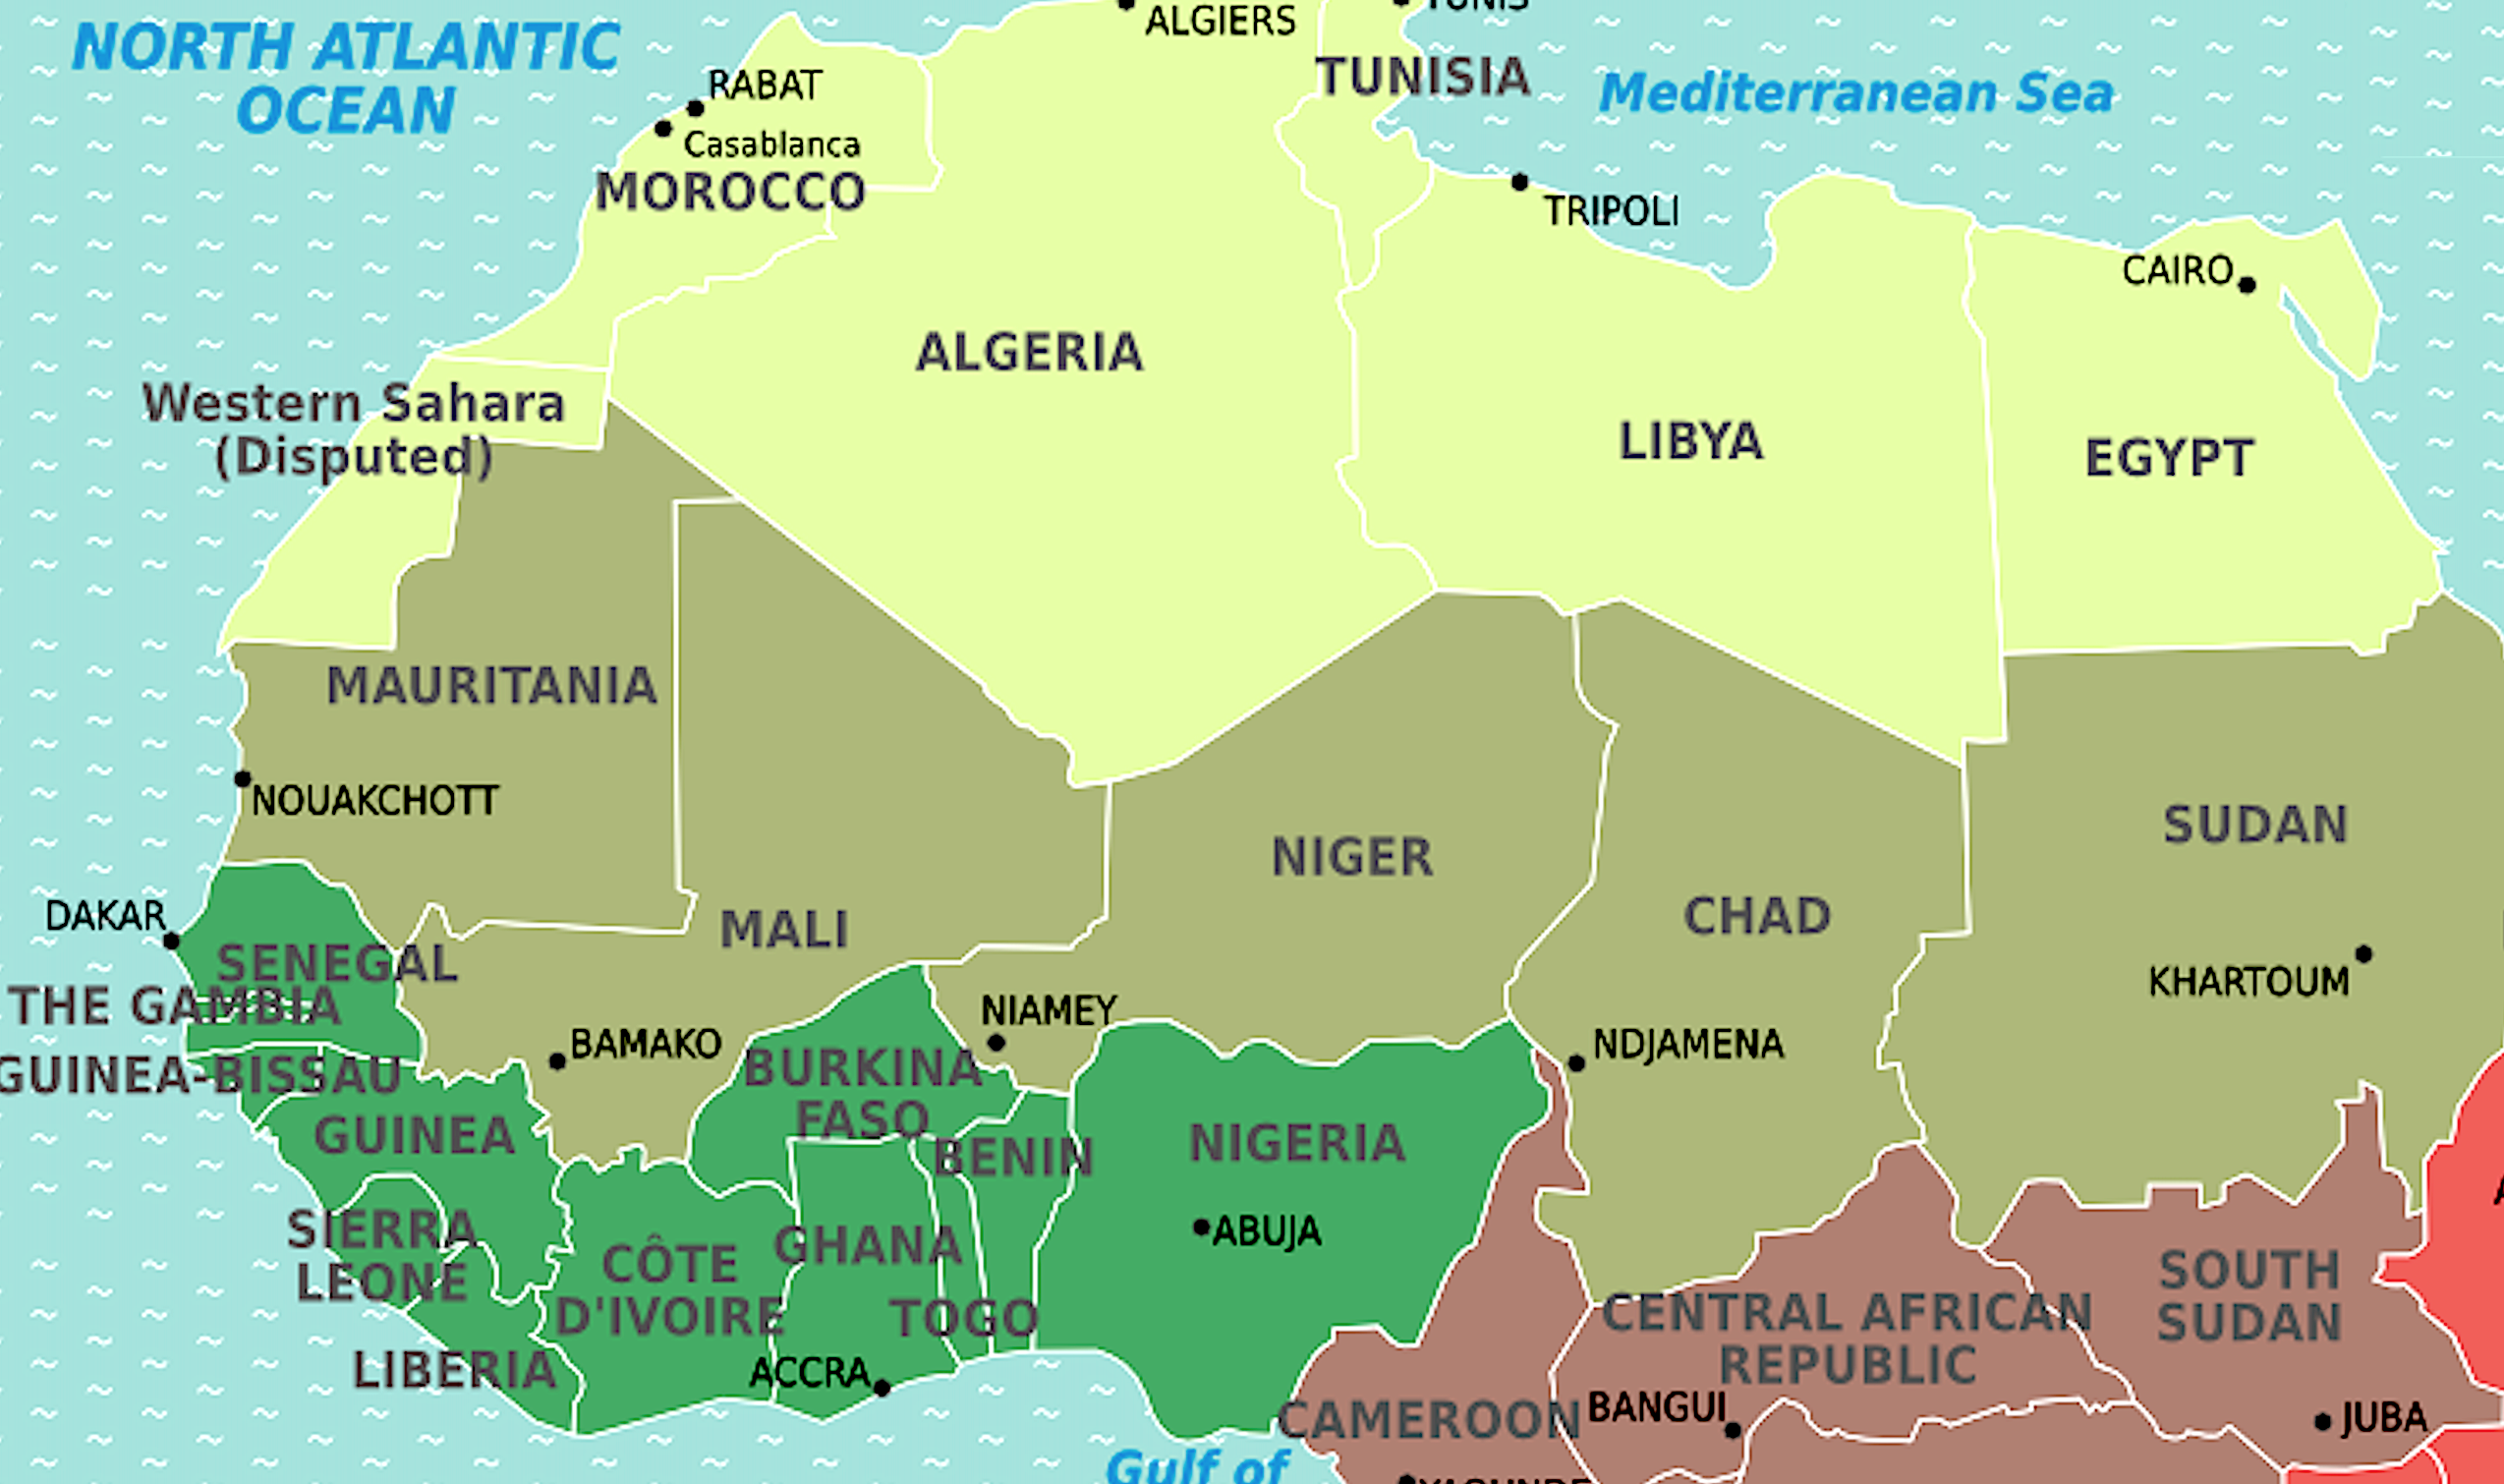 ALGIERS
TUNIS
NORTH ATLANTIC
OCEAN
RABAT
Casablanca
MOROCCO
TUNISIA
Mediterranean Sea
TRIPOLI
CAIRO
ALGERIA
Western Sahara
(Disputed)
LIBYA
EGYPT
MAURITANIA
NOUAKCHOTT
NIGER
SUDAN
DAKAR
MALI
CHAD
SENEGAL
KHARTOUM
THE GAMBIA
NIAMEY
BAMAKO
NDJAMENA
GUINEA-BISSAU
BURKINA
FASO
GUINEA
BENIN
NIGERIA
SIERRA
LEONE
ABUJA
GHANA
CÔTE
D'IVOIRE
TOGO
SOUTH
SUDAN
CENTRAL AFRICAN
REPUBLIC
LIBERIA
ACCRA
CAMEROON
BANGUI
JUBA
Gulf of